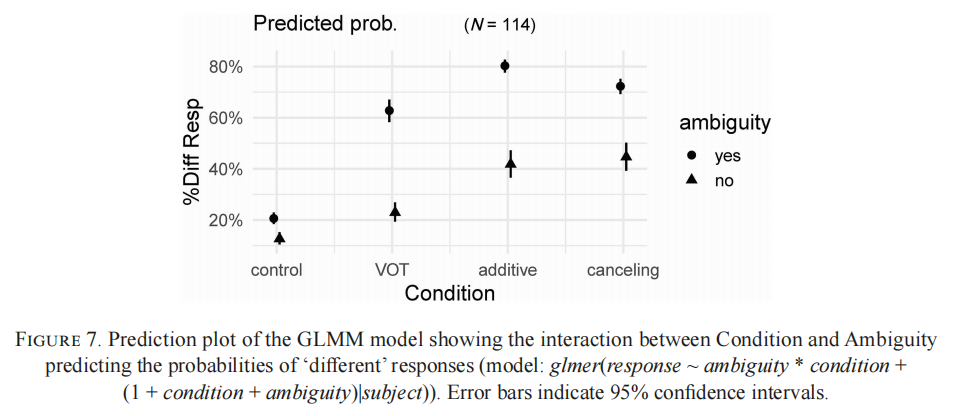 Predicted prob. (N = 114)
80%
60%
40%
20%
%Diff Resp
control VOT additive canceling
Condition
ambiguity
yes
no
FIGURE 7. Prediction plot of the GLMM model showing the interaction between Condition and Ambiguity
predicting the probabilities of ‘different’ responses (model: glmer(response ~ ambiguity * condition +
(1 + condition + ambiguity)|subject)). Error bars indicate 95% confidence intervals.